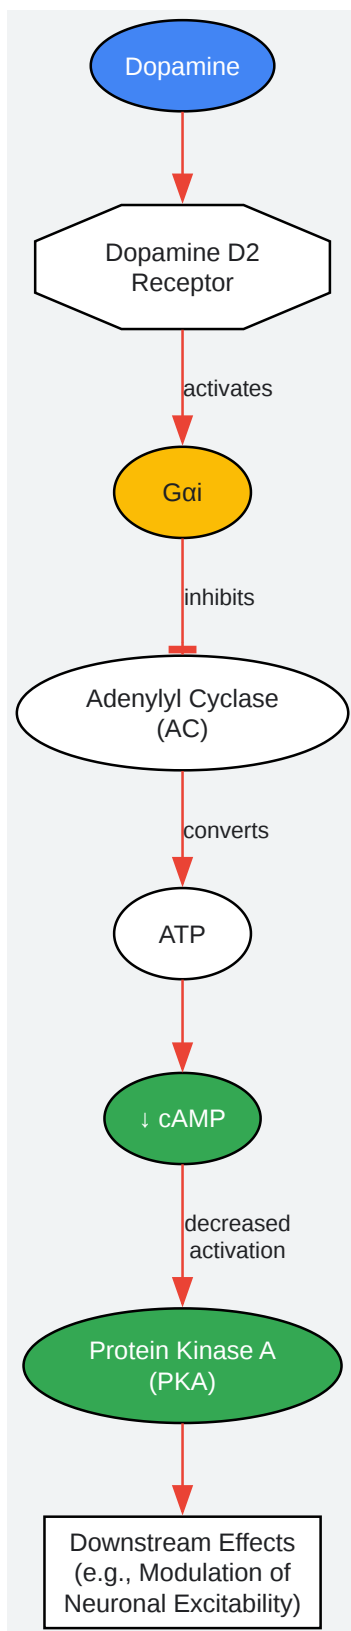 Dopamine
Dopamine D2
Receptor
activates
Gαi
inhibits
Adenylyl Cyclase
(AC)
converts
ATP
↓ cAMP
decreased
activation
Protein Kinase A
(PKA)
Downstream Effects
(e.g., Modulation of
Neuronal Excitability)